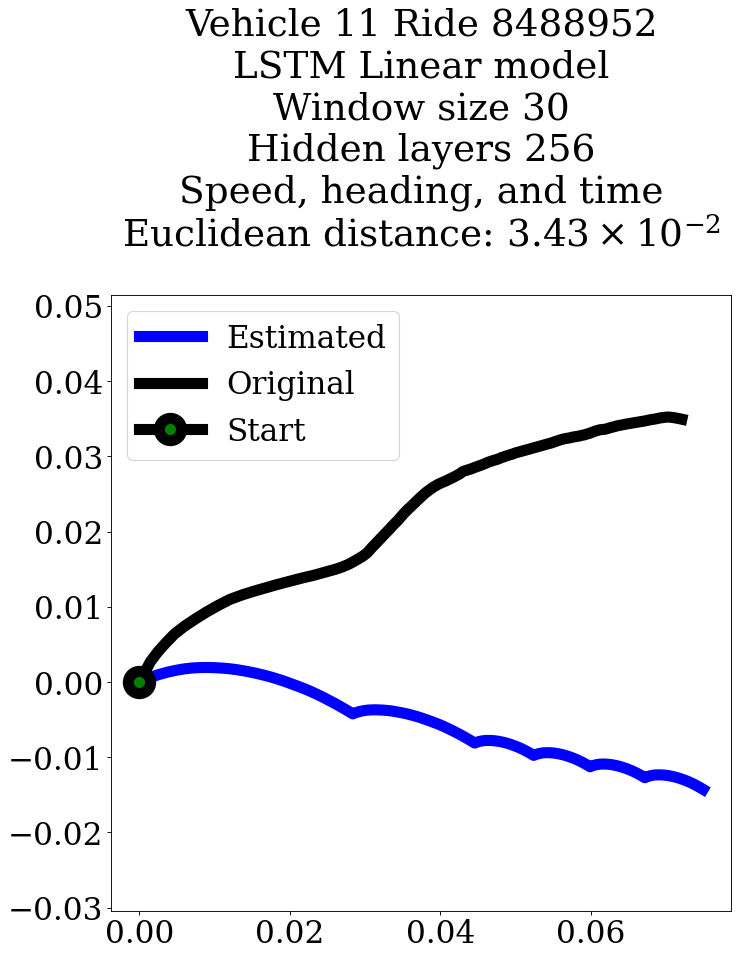 Vehicle 11 Ride 8488952
LSTM Linear model
Window size 30
Hidden layers 256
Speed, heading, and time
Euclidean distance: 3.43 × 10⁻²
Estimated
Original
Start
0.05
0.04
0.03
0.02
0.01
0.00
−0.01
−0.02
−0.03
0.00 0.02 0.04 0.06